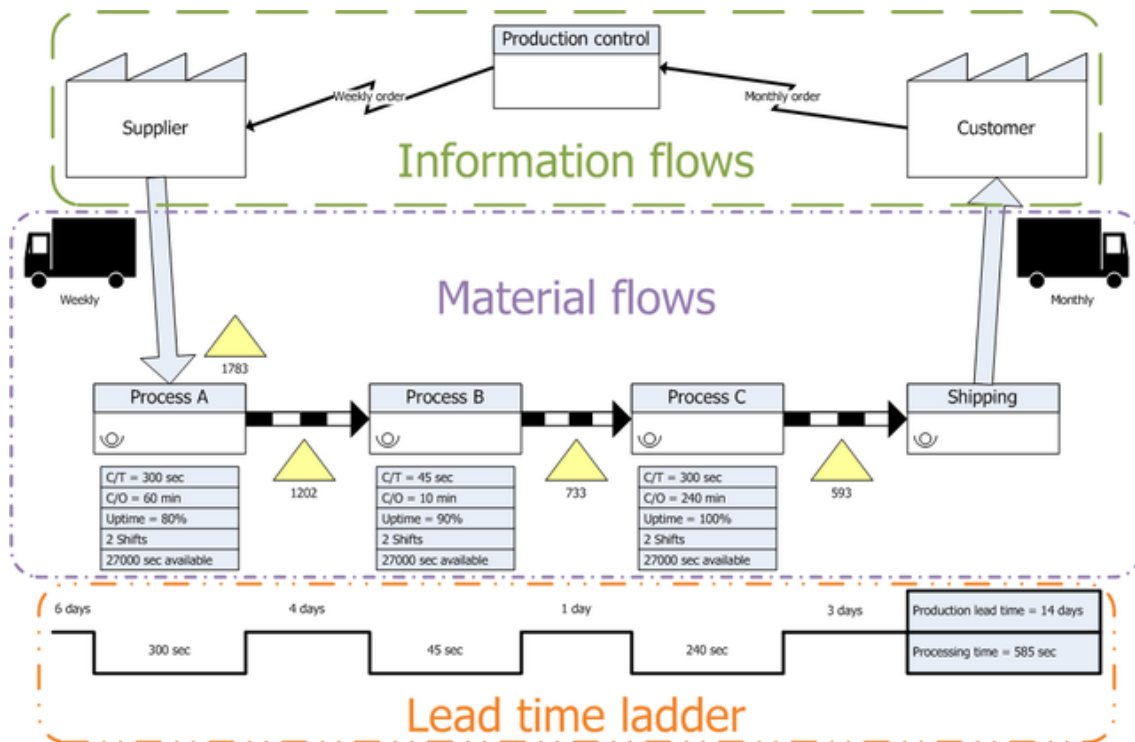 Production control
Weekly order
Monthly order
Supplier
Customer
Information flows
Weekly
Material flows
Monthly
1783
Process A
Process B
Process C
Shipping
1202
733
593
C/T = 300 sec
C/O = 60 min
Uptime = 80%
2 Shifts
27000 sec available
C/T = 45 sec
C/O = 10 min
Uptime = 90%
2 Shifts
27000 sec available
C/T = 300 sec
C/O = 240 min
Uptime = 100%
2 Shifts
27000 sec available
6 days
4 days
1 day
3 days
Production lead time = 14 days
300 sec
45 sec
240 sec
Processing time = 585 sec
Lead time ladder